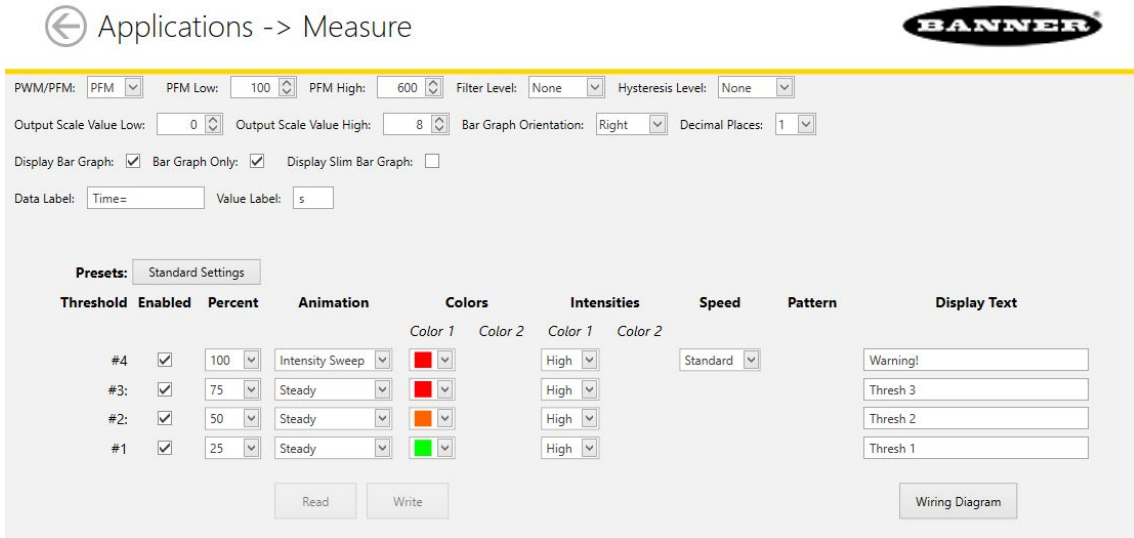 Applications -> Measure
BANNER
PWM/PFM: PFM PFM Low: 100 PFM High: 600 Filter Level: None Hysteresis Level: None
Output Scale Value Low: 0 Output Scale Value High: 8 Bar Graph Orientation: Right Decimal Places: 1
Display Bar Graph: Bar Graph Only: Display Slim Bar Graph:
Data Label: Time= Value Label: s
Presets: Standard Settings
Threshold Enabled Percent Animation Colors Intensities Speed Pattern Display Text
Color 1 Color 2 Color 1 Color 2
#4 100 Intensity Sweep High Standard Warning!
#3: 75 Steady High Thresh 3
#2: 50 Steady High Thresh 2
#1 25 Steady High Thresh 1
Read Write Wiring Diagram